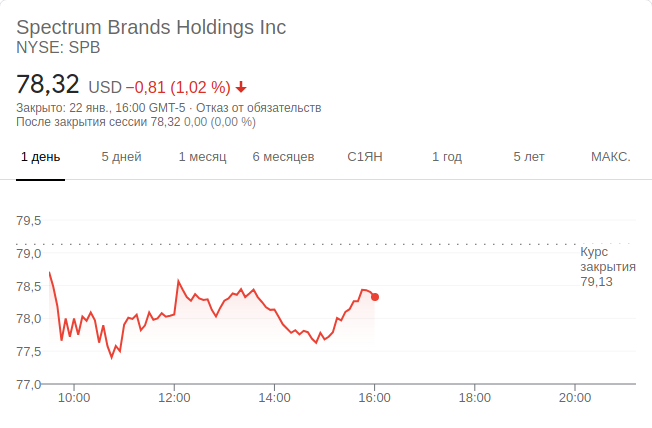 Spectrum Brands Holdings Inc
NYSE: SPB
78,32 USD −0,81 (1,02 %)
Закрыто: 22 янв., 16:00 GMT-5 · Отказ от обязательств
После закрытия сессии 78,32 0,00 (0,00 %)
1 день 5 дней 1 месяц 6 месяцев С1ЯН 1 год 5 лет МАКС.
79,5
79,0
78,5
78,0
77,5
77,0
Курс
закрытия
79,13
10:00 12:00 14:00 16:00 18:00 20:00